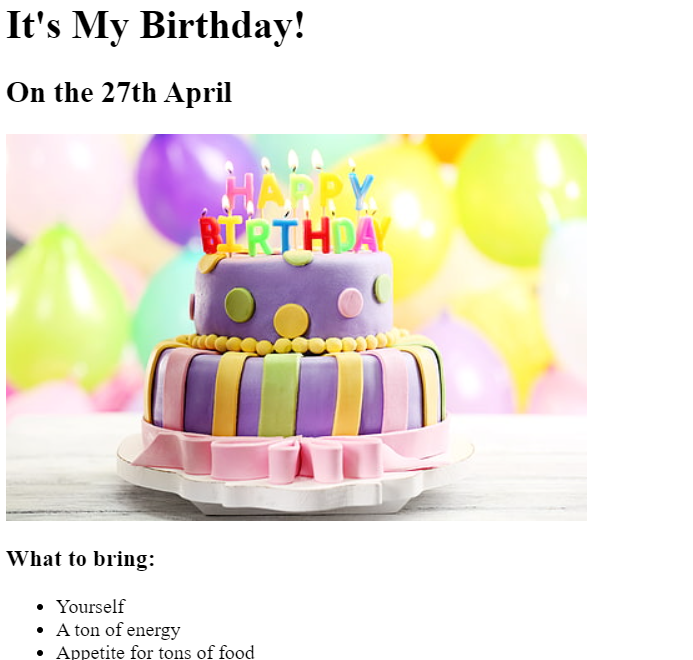 It's My Birthday!
On the 27th April
HAPPY
BIRTHDAY
What to bring:
Yourself
A ton of energy
Appetite for tons of food